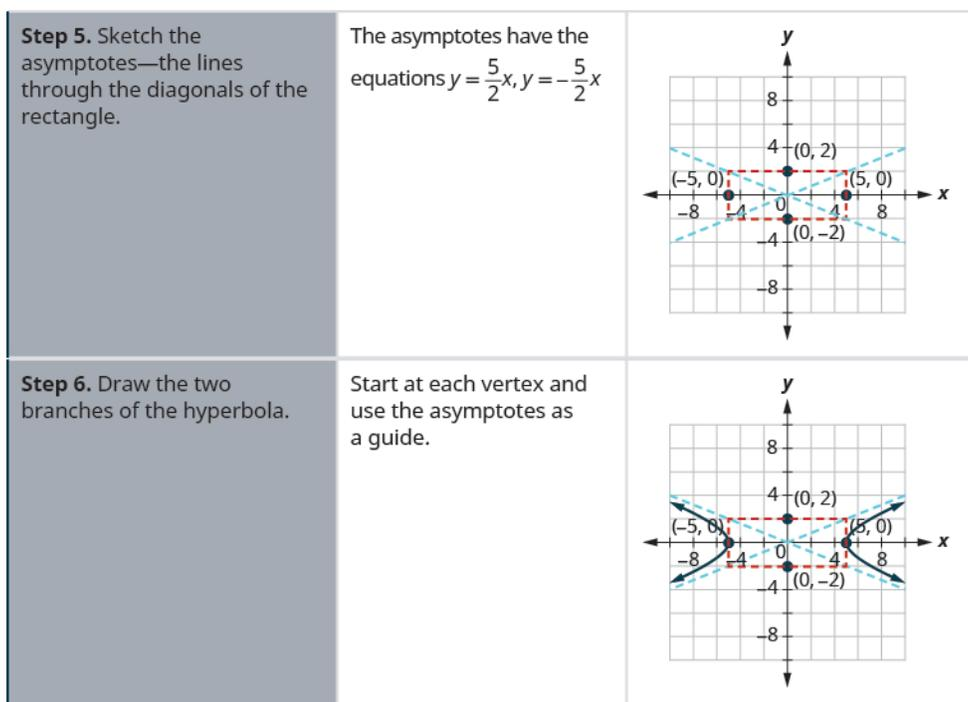 Step 5. Sketch the
asymptotes—the lines
through the diagonals of the
rectangle.
The asymptotes have the
equations y = 5/2 x, y = −5/2 x
y
8
4
(0, 2)
(−5, 0)
(5, 0)
x
−8
−4
0
4
8
(0, −2)
−4
−8
Step 6. Draw the two
branches of the hyperbola.
Start at each vertex and
use the asymptotes as
a guide.
y
8
4
(0, 2)
(−5, 0)
(5, 0)
x
−8
−4
0
4
8
(0, −2)
−4
−8